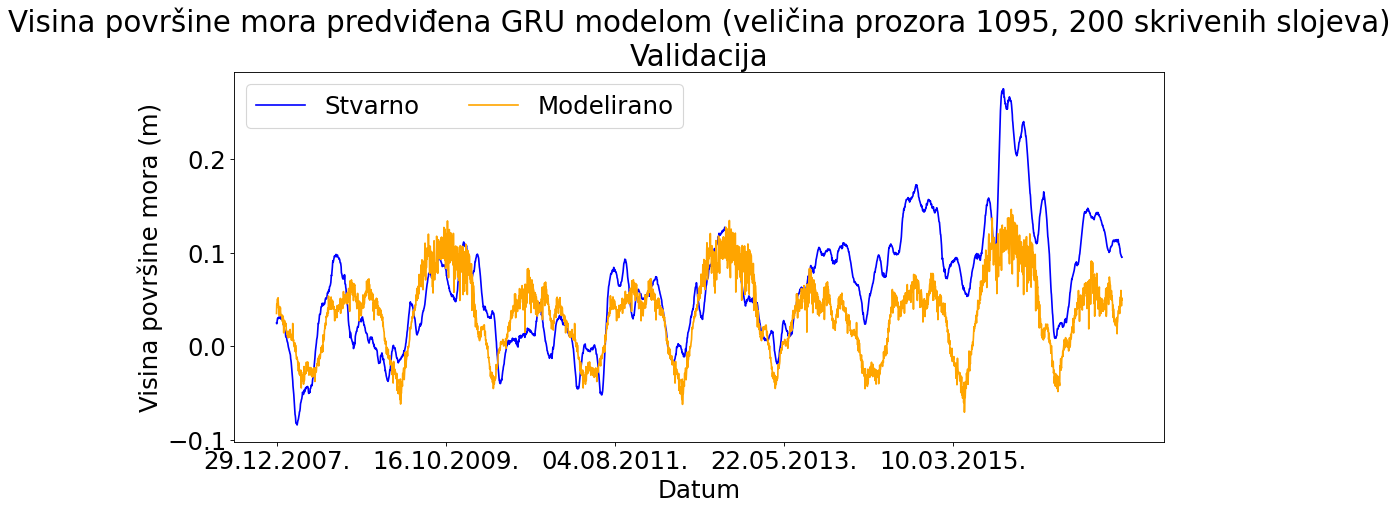 Visina površine mora predviđena GRU modelom (veličina prozora 1095, 200 skrivenih slojeva)
Validacija
Stvarno
Modelirano
Visina površine mora (m)
0.2
0.1
0.0
−0.1
29.12.2007.
16.10.2009.
04.08.2011.
22.05.2013.
10.03.2015.
Datum